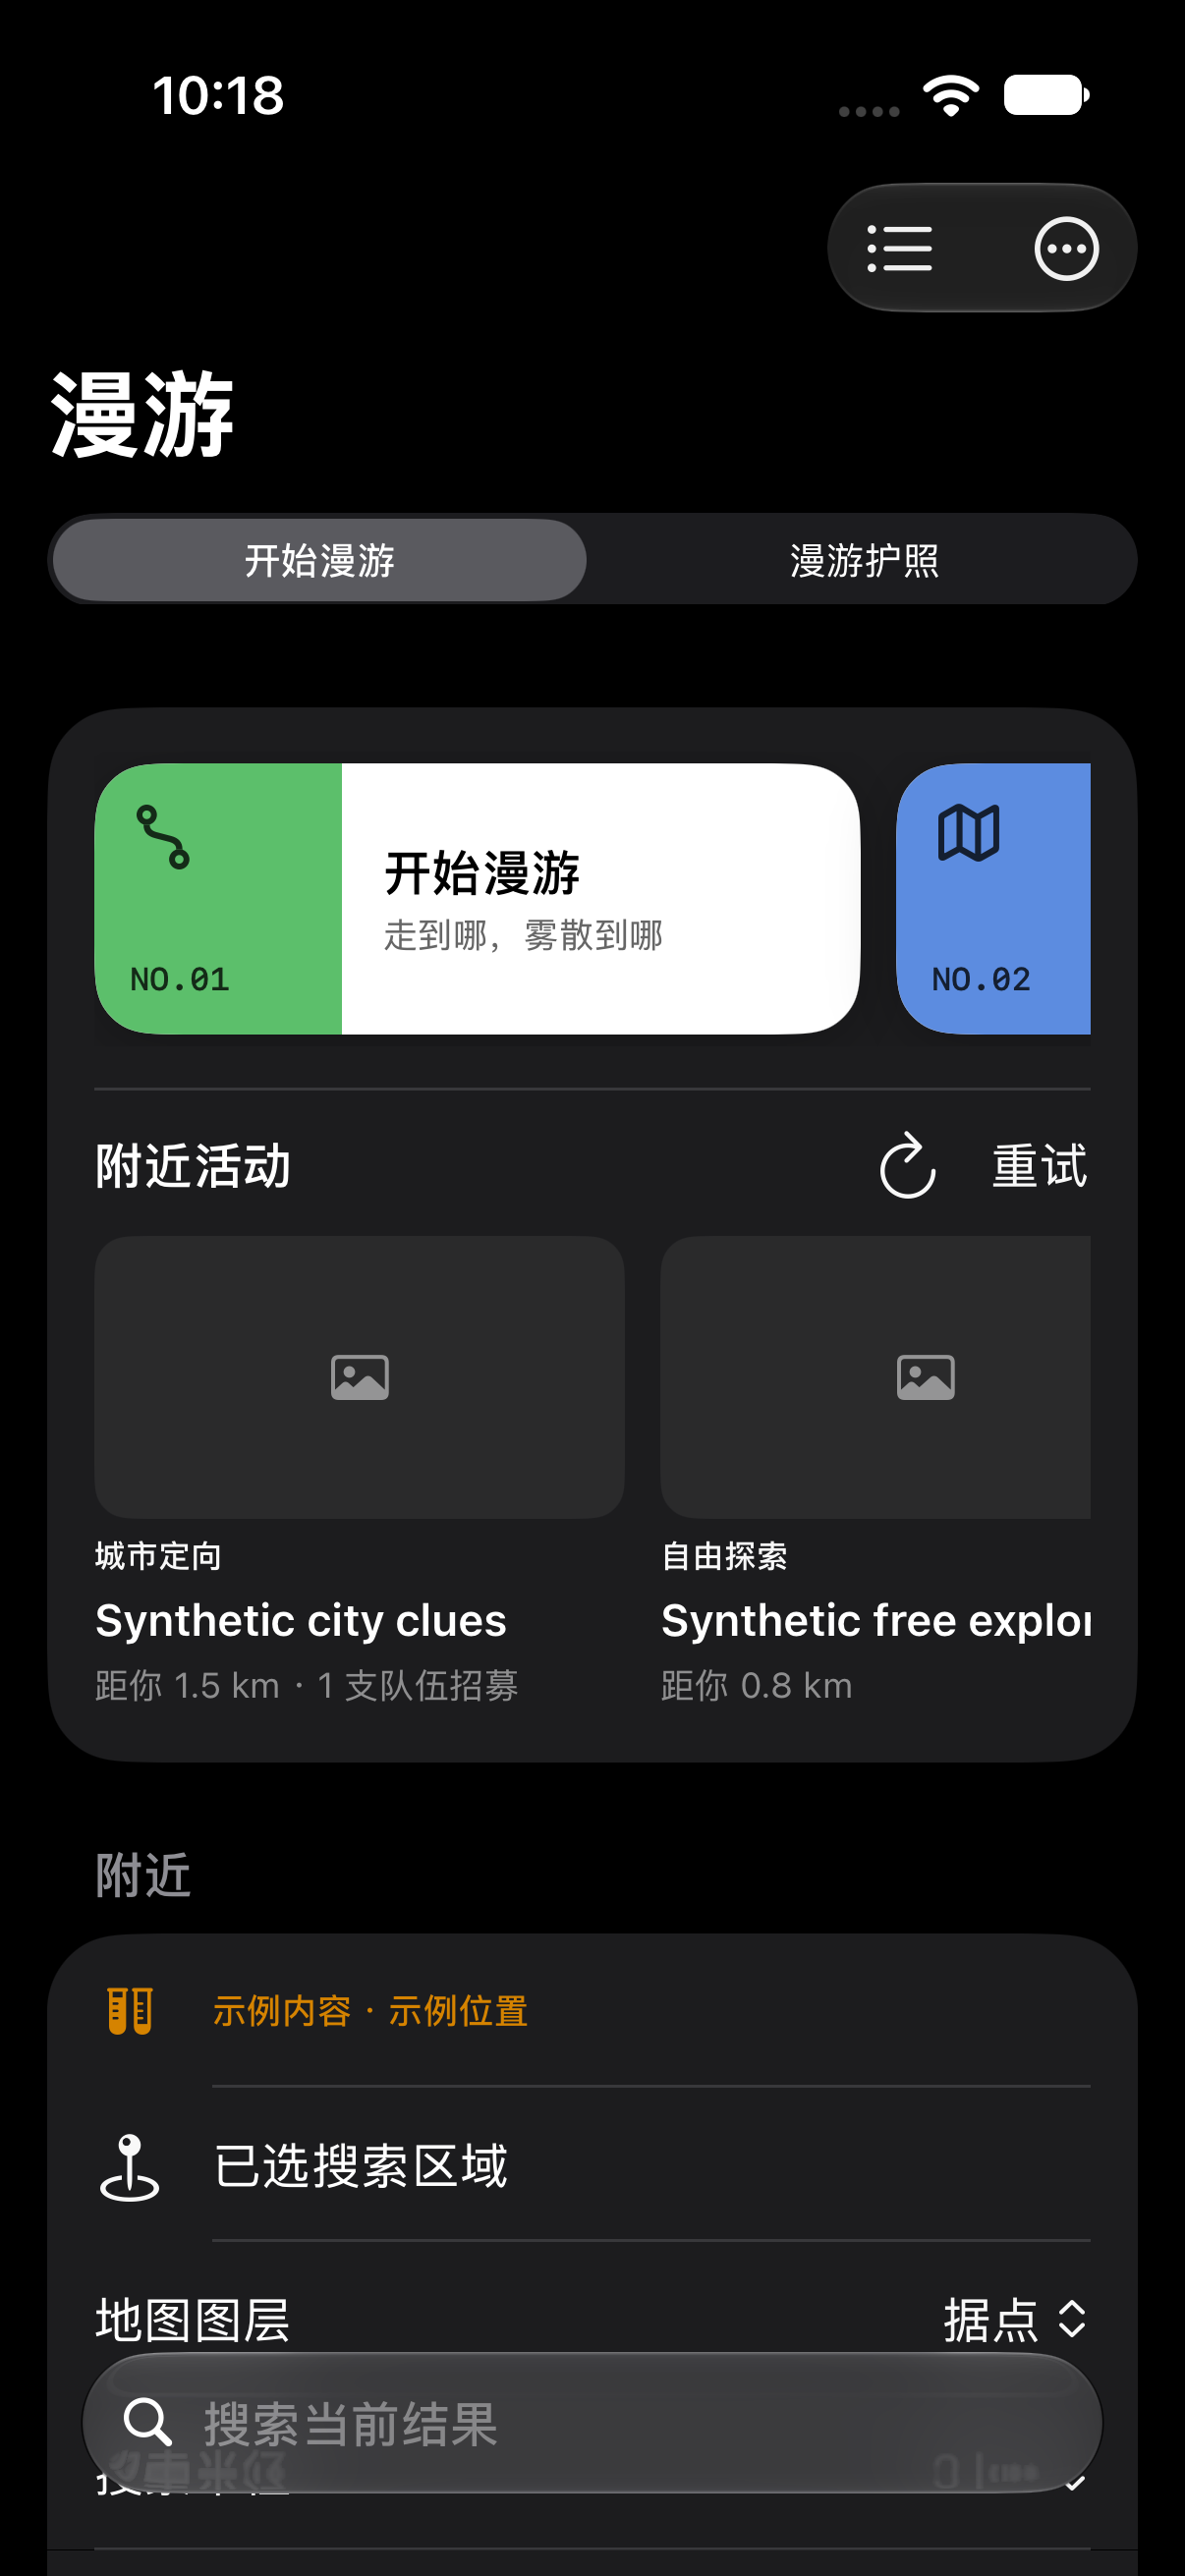 10:18
漫游
开始漫游
漫游护照
开始漫游
走到哪，雾散到哪
NO.01
NO.02
附近活动
重试
城市定向
Synthetic city clues
距你 1.5 km · 1 支队伍招募
自由探索
Synthetic free explor
距你 0.8 km
附近
示例内容 · 示例位置
已选搜索区域
地图图层
据点
搜索当前结果